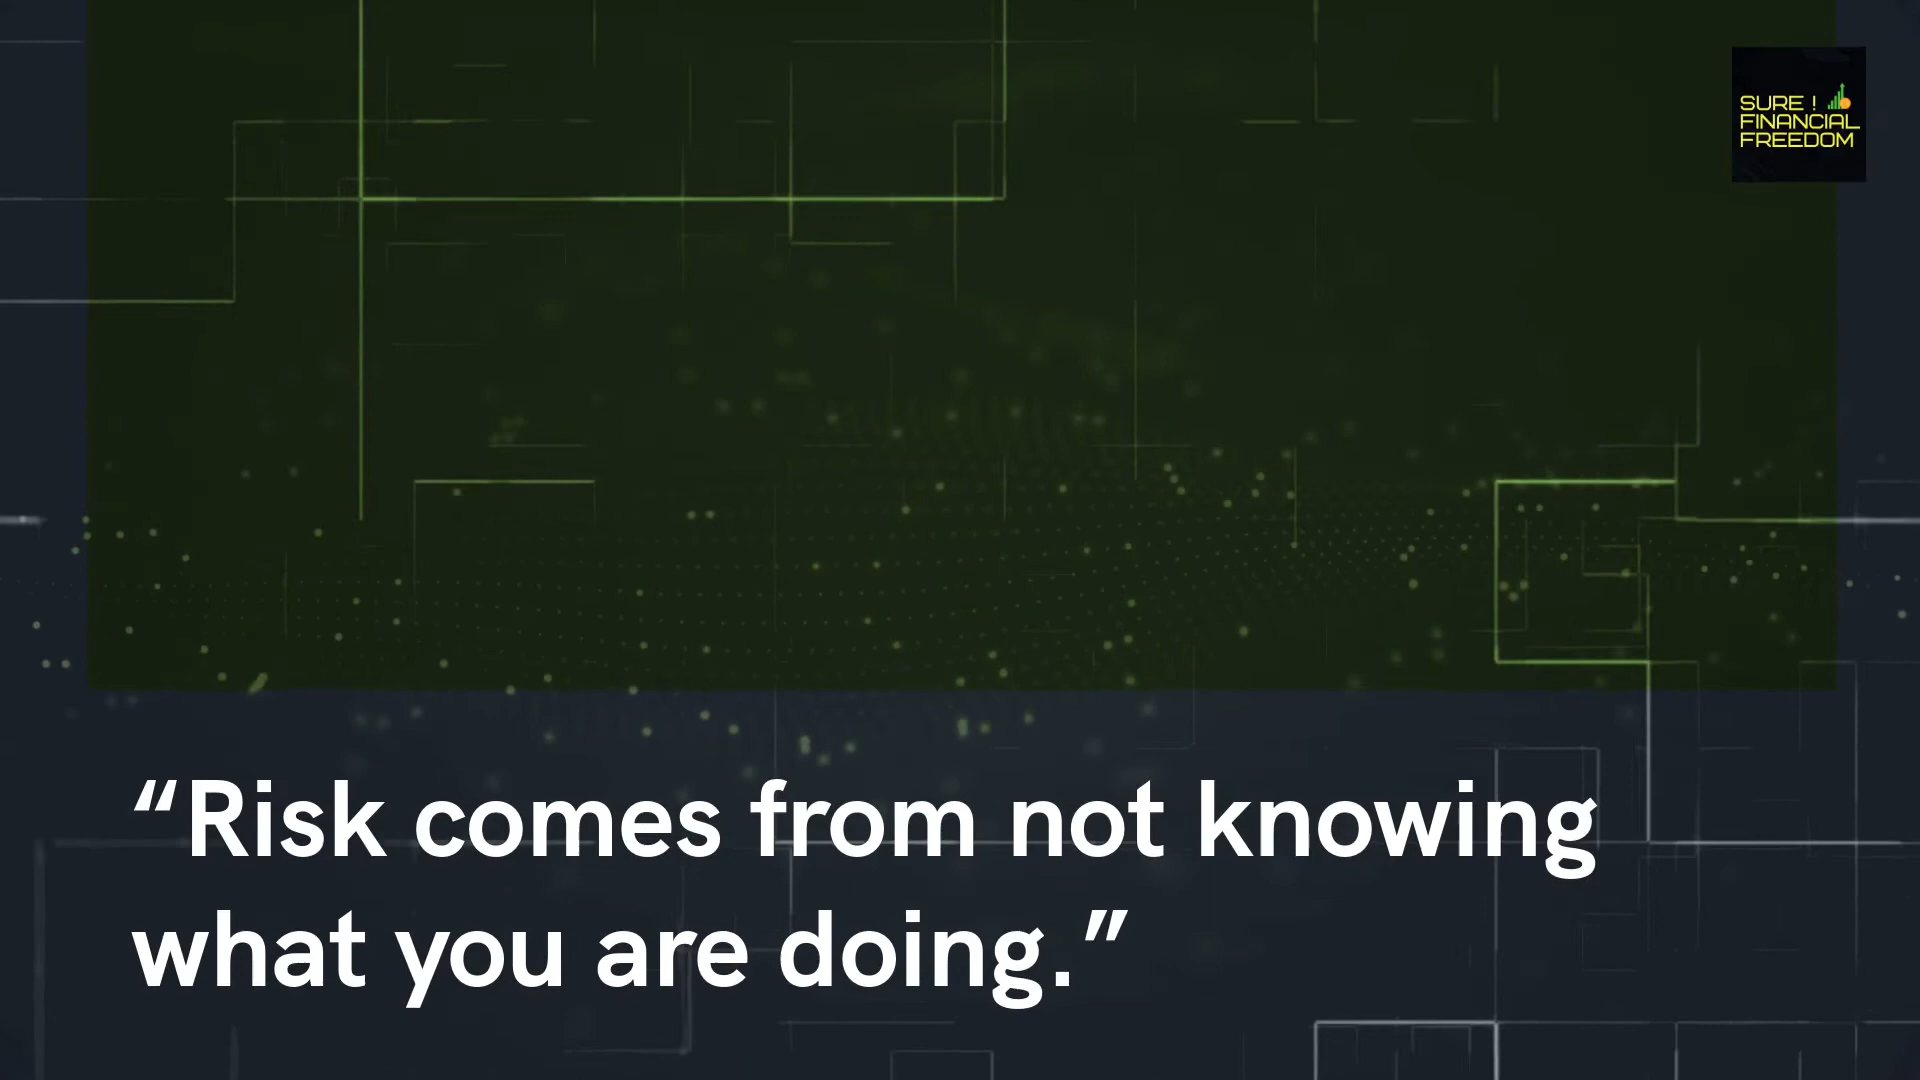 SURE !
FINANCIAL
FREEDOM
“Risk comes from not knowing
what you are doing.”